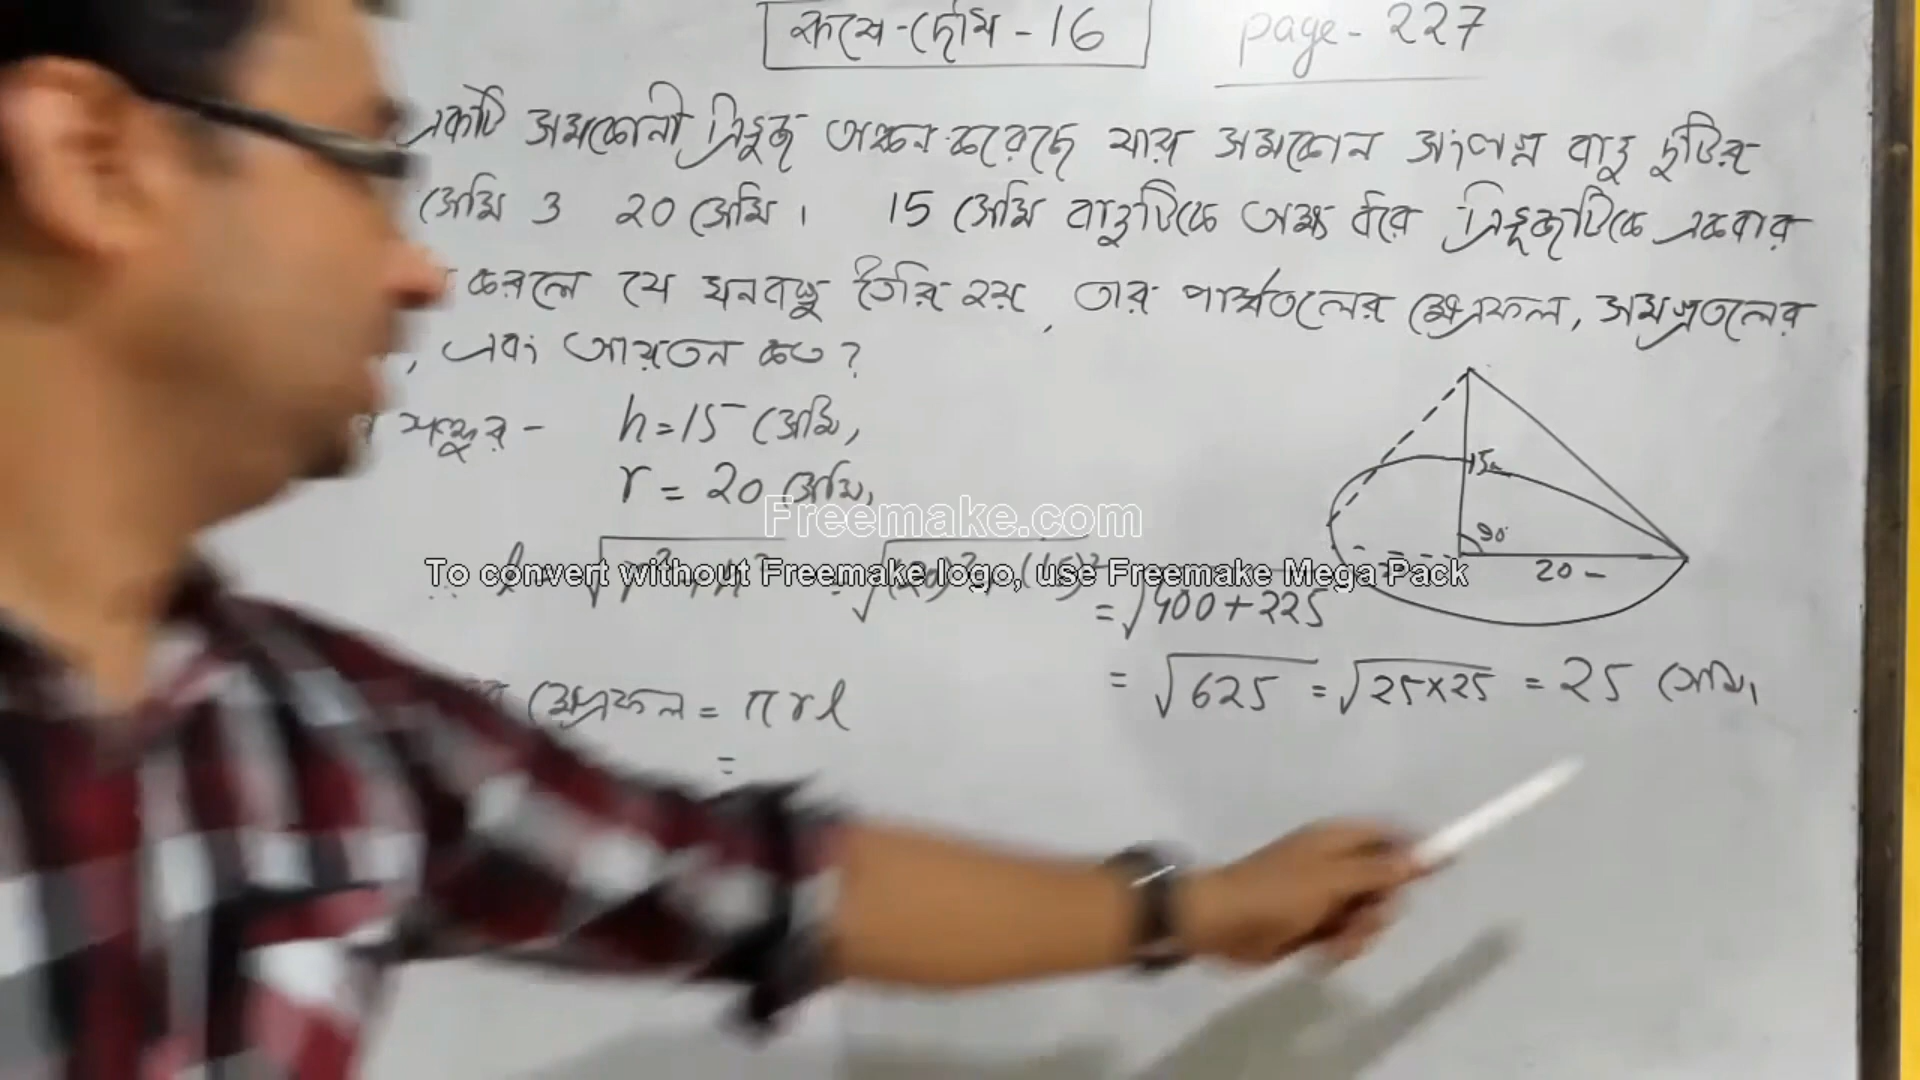 কষে-দেখি - 16
page - 227
একটি সমকোনী ত্রিভুজ অঙ্কন করেছে যার সমকোন সংলগ্ন বাহু দুটির
সেমি ও 20 সেমি। 15 সেমি বাহুটিকে অক্ষ ধরে ত্রিভুজটিকে একবার
করলে যে ঘনবস্তু তৈরি হয়, তার পার্শ্বতলের ক্ষেত্রফল, সমগ্রতলের
, এবং আয়তন কত?
শঙ্কুর - h = 15 সেমি,
r = 20 সেমি,
15
90°
20
Freemake.com
To convert without Freemake logo, use Freemake Mega Pack
= √400 + 225
= √625 = √25×25 = 25 সেমি,
ক্ষেত্রফল = πrl
=